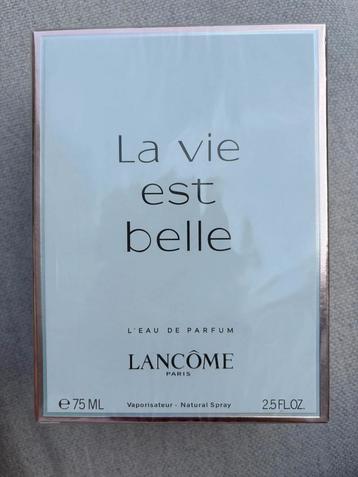 La vie
est
belle
L'EAU DE PARFUM
LANCÔME
PARIS
℮ 75 ML Vaporisateur - Natural Spray 2.5 FL.OZ.